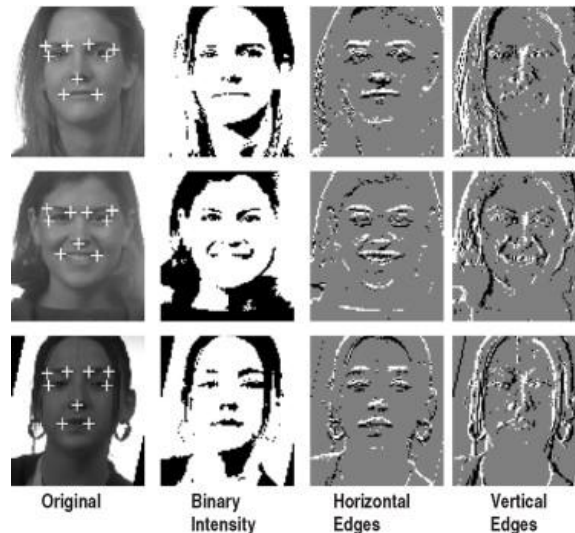 Original
Binary
Intensity
Horizontal
Edges
Vertical
Edges